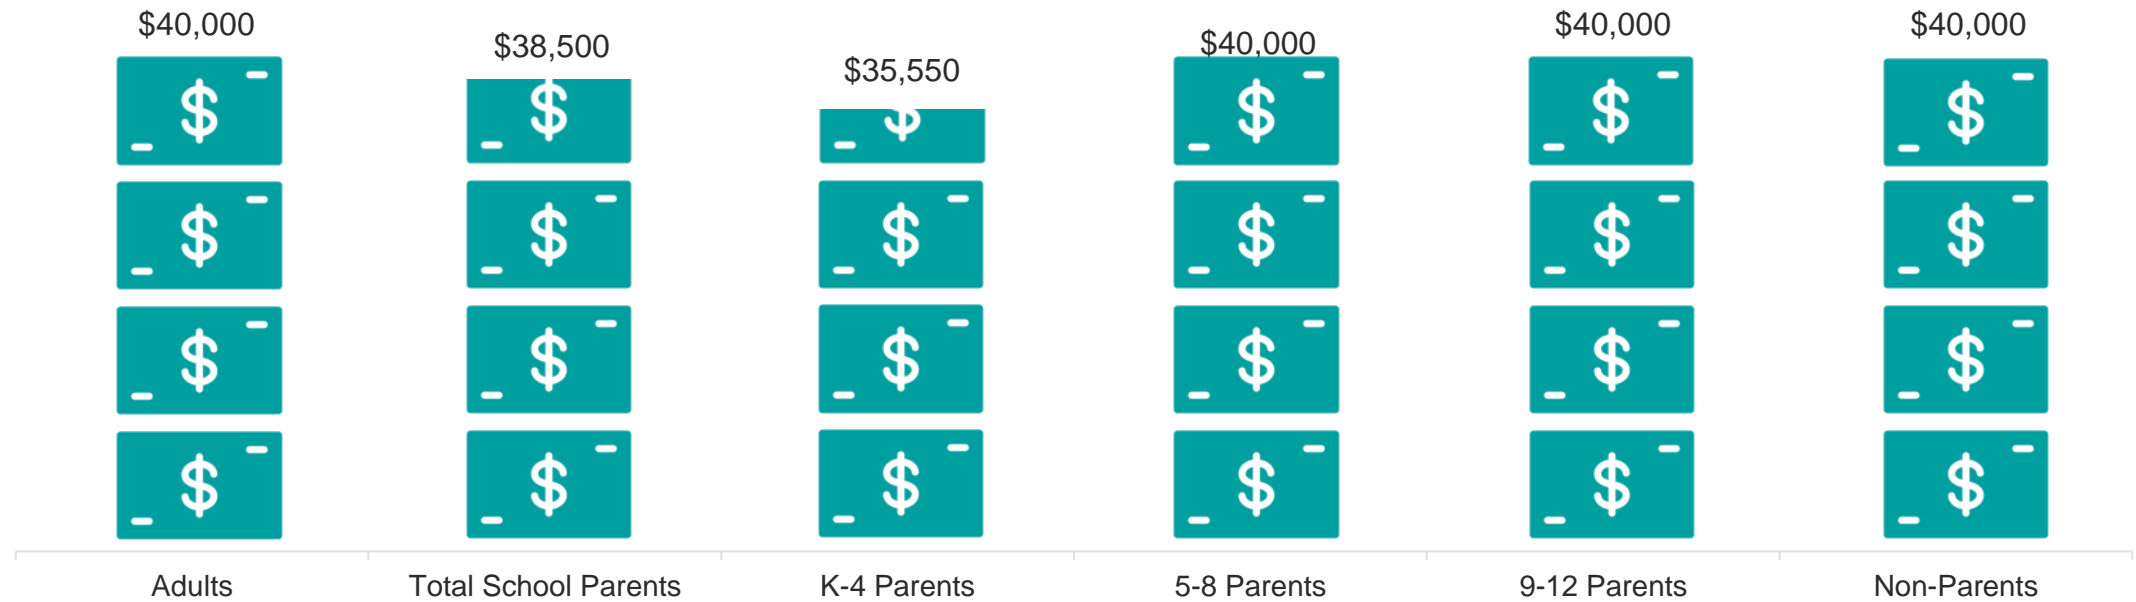 $40,000
$38,500
$35,550
$40,000
$40,000
$40,000
$ $ $ $ $ $
$ $ $ $ $ $
$ $ $ $ $ $
$ $ $ $ $ $
Adults
Total School Parents
K-4 Parents
5-8 Parents
9-12 Parents
Non-Parents